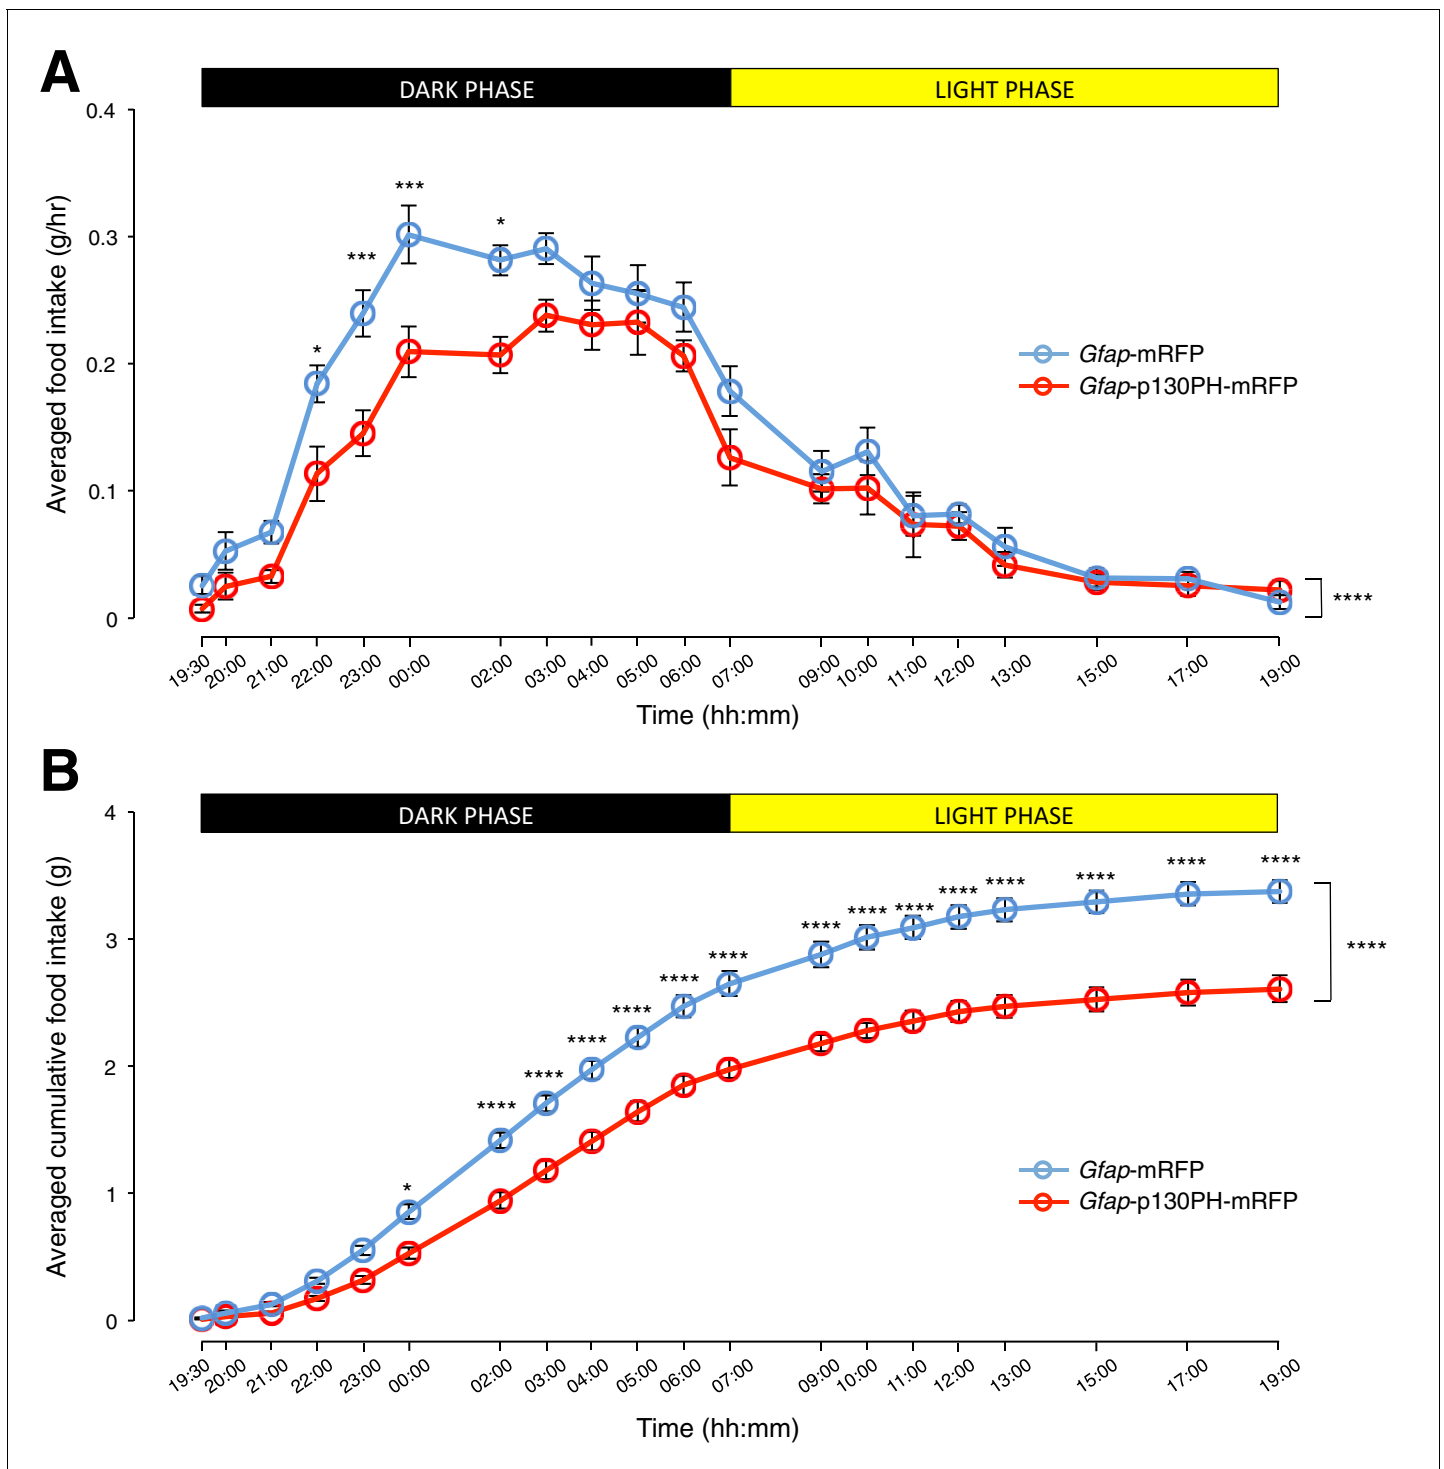 A
DARK PHASE
LIGHT PHASE
0.4
0.3
0.2
0.1
0
Averaged food intake (g/hr)
***
***
*
*
Gfap-mRFP
Gfap-p130PH-mRFP
****
19:30 20:00 21:00 22:00 23:00 00:00 02:00 03:00 04:00 05:00 06:00 07:00 09:00 10:00 11:00 12:00 13:00 15:00 17:00 19:00
Time (hh:mm)
B
DARK PHASE
LIGHT PHASE
4
3
2
1
0
Averaged cumulative food intake (g)
* **** **** **** **** **** **** **** **** **** **** **** **** **** ****
****
Gfap-mRFP
Gfap-p130PH-mRFP
19:30 20:00 21:00 22:00 23:00 00:00 02:00 03:00 04:00 05:00 06:00 07:00 09:00 10:00 11:00 12:00 13:00 15:00 17:00 19:00
Time (hh:mm)